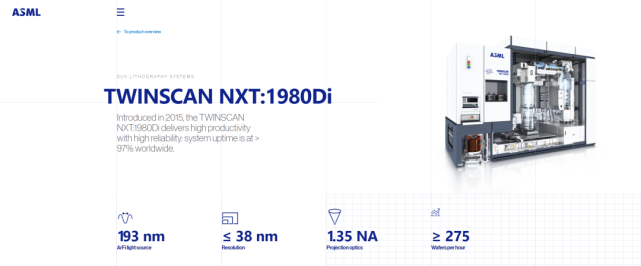 ASML
To product overview
DUV LITHOGRAPHY SYSTEMS
TWINSCAN NXT:1980Di
Introduced in 2015, the TWINSCAN
NXT:1980Di delivers high productivity
with high reliability: system uptime is at >
97% worldwide.
ASML
TWINSCAN
193 nm
ArFi light source
≤ 38 nm
Resolution
1.35 NA
Projection optics
≥ 275
Wafers per hour